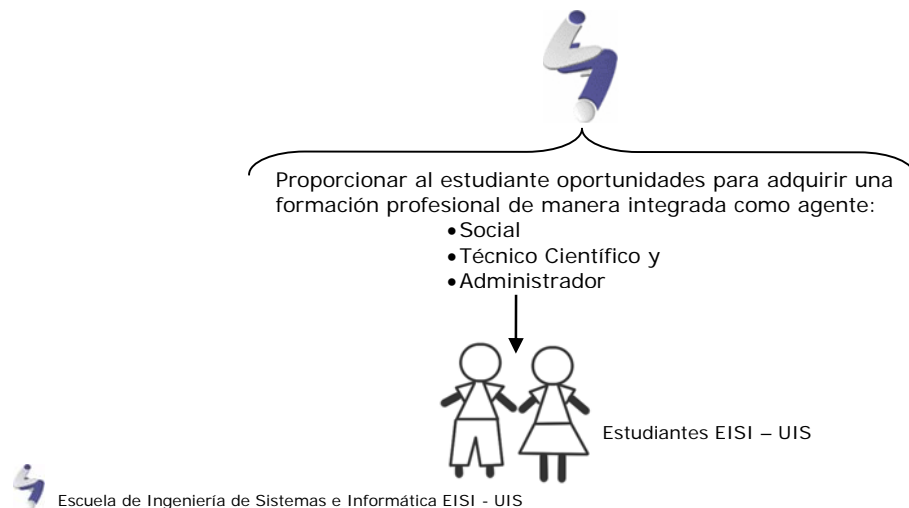 Proporcionar al estudiante oportunidades para adquirir una
formación profesional de manera integrada como agente:
•Social
•Técnico Científico y
•Administrador
Estudiantes EISI – UIS
Escuela de Ingeniería de Sistemas e Informática EISI - UIS